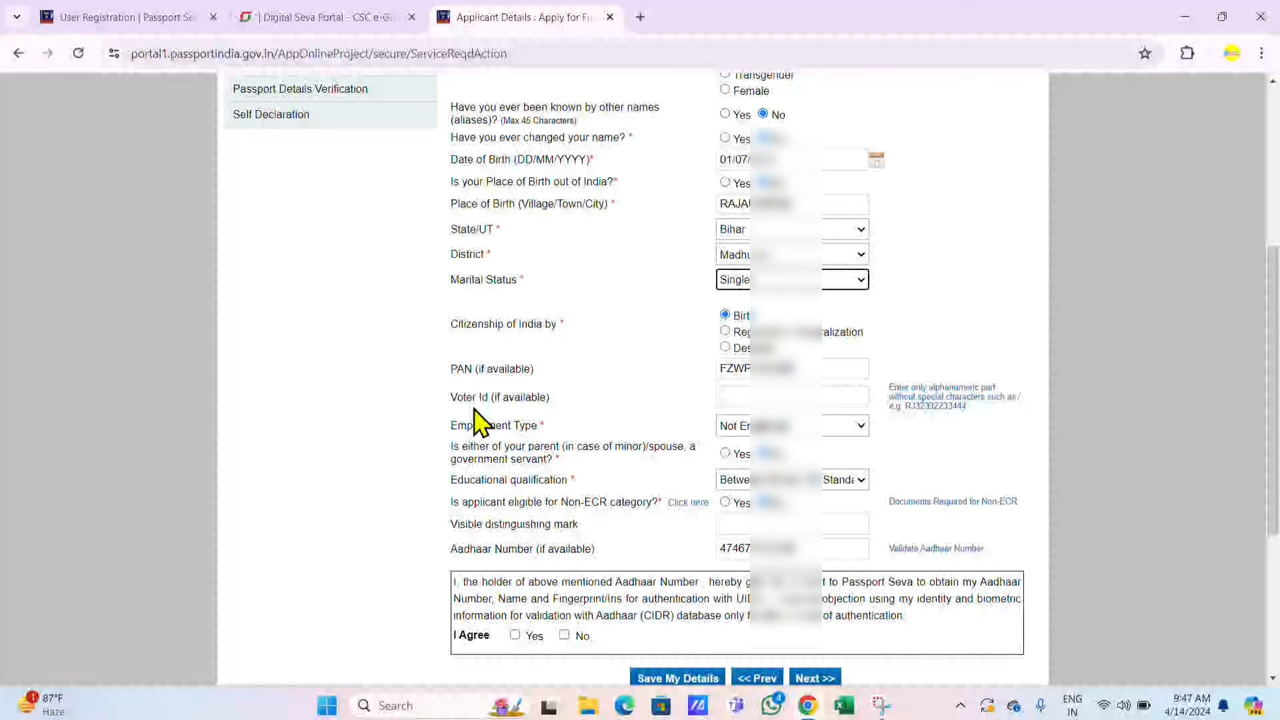 User Registration | Passport Se
| Digital Seva Portal - CSC e-G
Applicant Details : Apply for Fr
portal1.passportindia.gov.in/AppOnlineProject/secure/ServiceReqdAction
Passport Details Verification
Self Declaration
Transgender
Female
Have you ever been known by other names
(aliases)? (Max 45 Characters) Yes No
Have you ever changed your name? * Yes
Date of Birth (DD/MM/YYYY)* 01/07/
Is your Place of Birth out of India?* Yes
Place of Birth (Village/Town/City) *
State/UT * Bihar
District * Madhu
Marital Status * Single
Citizenship of India by * Birt
alization
PAN (if available) FZWP
Voter Id (if available)
Enter only alphanumeric part
without special characters such as /
e.g. RJ32332233444
Type * Not
Is either of your parent (in case of minor)/spouse, a
government servant? * Yes
Educational qualification *
Is applicant eligible for Non-ECR category?* Click here Yes Documents Required for Non-ECR
Visible distinguishing mark
Aadhaar Number (if available) 4746 Validate Aadhaar Number
I, the holder of above mentioned Aadhaar Number , hereby to Passport Seva to obtain my Aadhaar
Number, Name and Fingerprint/Iris for authentication with objection using my identity and biometric
information for validation with Aadhaar (CIDR) database only of authentication.
I Agree Yes No
Save My Details << Prev Next >>
1
87°F
Haze
Search
4
ENG
IN
9:47 AM
4/14/2024